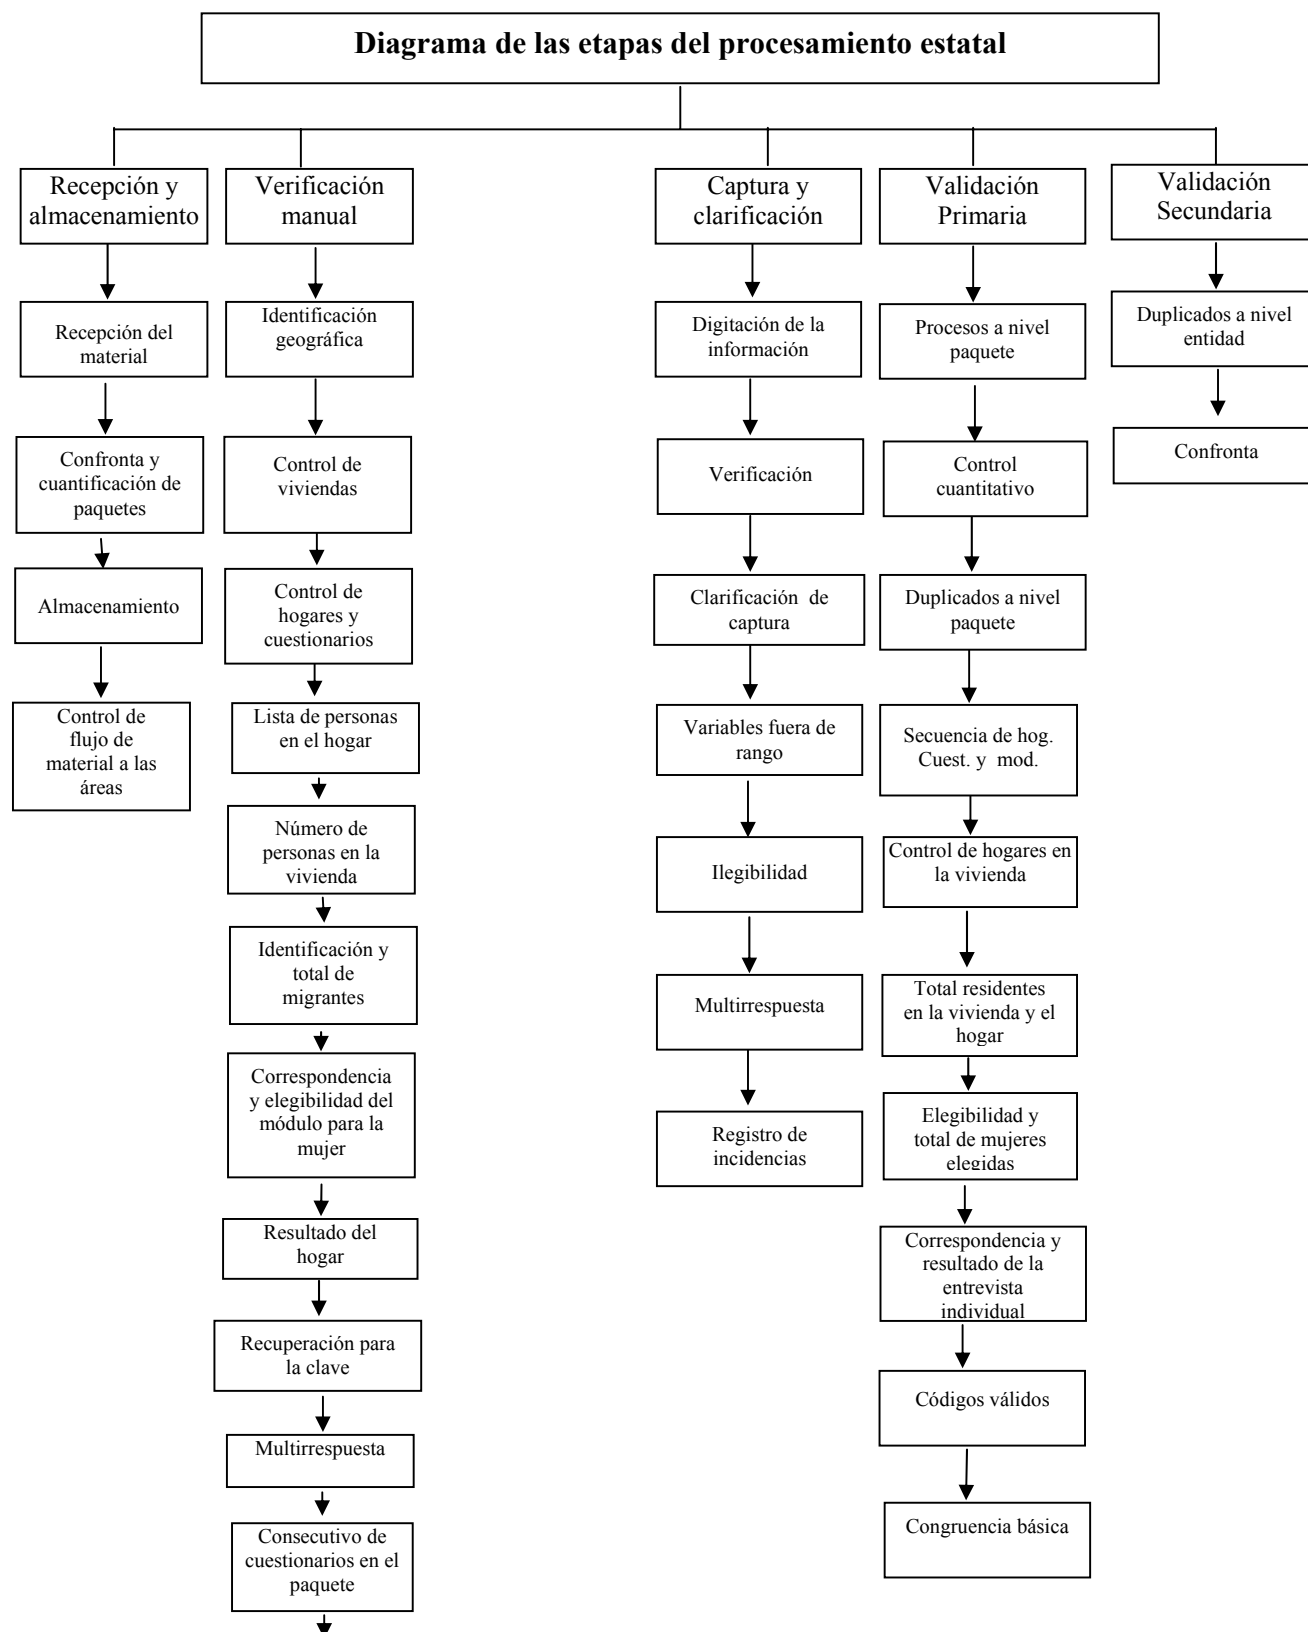 Diagrama de las etapas del procesamiento estatal
Recepción y
almacenamiento
Recepción del
material
Confronta y
cuantificación de
paquetes
Almacenamiento
Control de
flujo de
material a las
áreas
Verificación
manual
Identificación
geográfica
Control de
viviendas
Control de
hogares y
cuestionarios
Lista de personas
en el hogar
Número de
personas en la
vivienda
Identificación y
total de
migrantes
Correspondencia
y elegibilidad del
módulo para la
mujer
Resultado del
hogar
Recuperación para
la clave
Multirrespuesta
Consecutivo de
cuestionarios en el
paquete
Captura y
clarificación
Digitación de la
información
Verificación
Clarificación de
captura
Variables fuera de
rango
Ilegibilidad
Multirrespuesta
Registro de
incidencias
Validación
Primaria
Procesos a nivel
paquete
Control
cuantitativo
Duplicados a nivel
paquete
Secuencia de hog.
Cuest. y mod.
Control de hogares en
la vivienda
Total residentes
en la vivienda y el
hogar
Elegibilidad y
total de mujeres
elegidas
Correspondencia y
resultado de la
entrevista
individual
Códigos válidos
Congruencia básica
Validación
Secundaria
Duplicados a nivel
entidad
Confronta